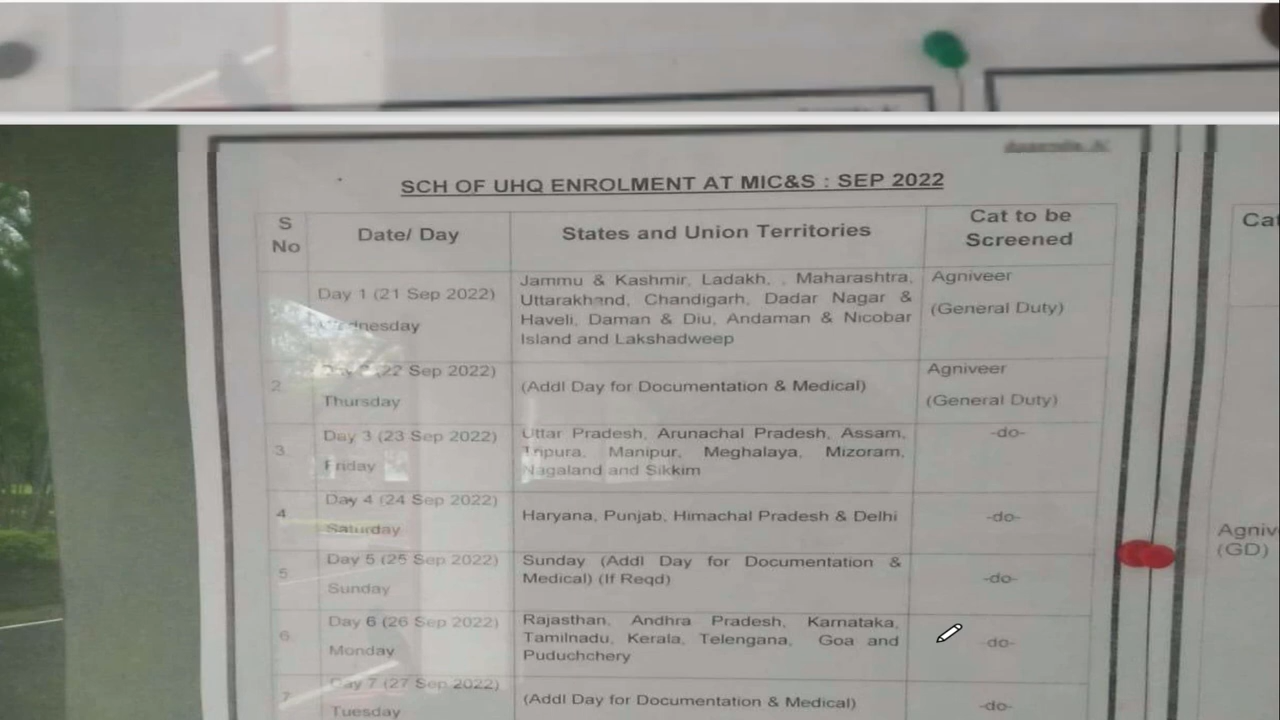 SCH OF UHQ ENROLMENT AT MIC&S : SEP 2022
S No
Date/ Day
States and Union Territories
Cat to be Screened
Day 1 (21 Sep 2022)
Jammu & Kashmir, Ladakh, , Maharashtra,
Uttarakhand, Chandigarh, Dadar Nagar &
Haveli, Daman & Diu, Andaman & Nicobar
Island and Lakshadweep
Agniveer
(General Duty)
2.
(22 Sep 2022)
Thursday
(Addl Day for Documentation & Medical)
Agniveer
(General Duty)
3.
Day 3 (23 Sep 2022)
Friday
Uttar Pradesh, Arunachal Pradesh, Assam,
Tripura, Manipur, Meghalaya, Mizoram,
Nagaland and Sikkim
-do-
4
Day 4 (24 Sep 2022)
Saturday
Haryana, Punjab, Himachal Pradesh & Delhi
-do-
5
Day 5 (25 Sep 2022)
Sunday
Sunday (Addl Day for Documentation &
Medical) (If Reqd)
-do-
6.
Day 6 (26 Sep 2022)
Monday
Rajasthan, Andhra Pradesh, Karnataka,
Tamilnadu, Kerala, Telengana, Goa and
Puduchchery
-do-
7
Day 7 (27 Sep 2022)
Tuesday
(Addl Day for Documentation & Medical)
-do-
Ca
Agniv
(GD)